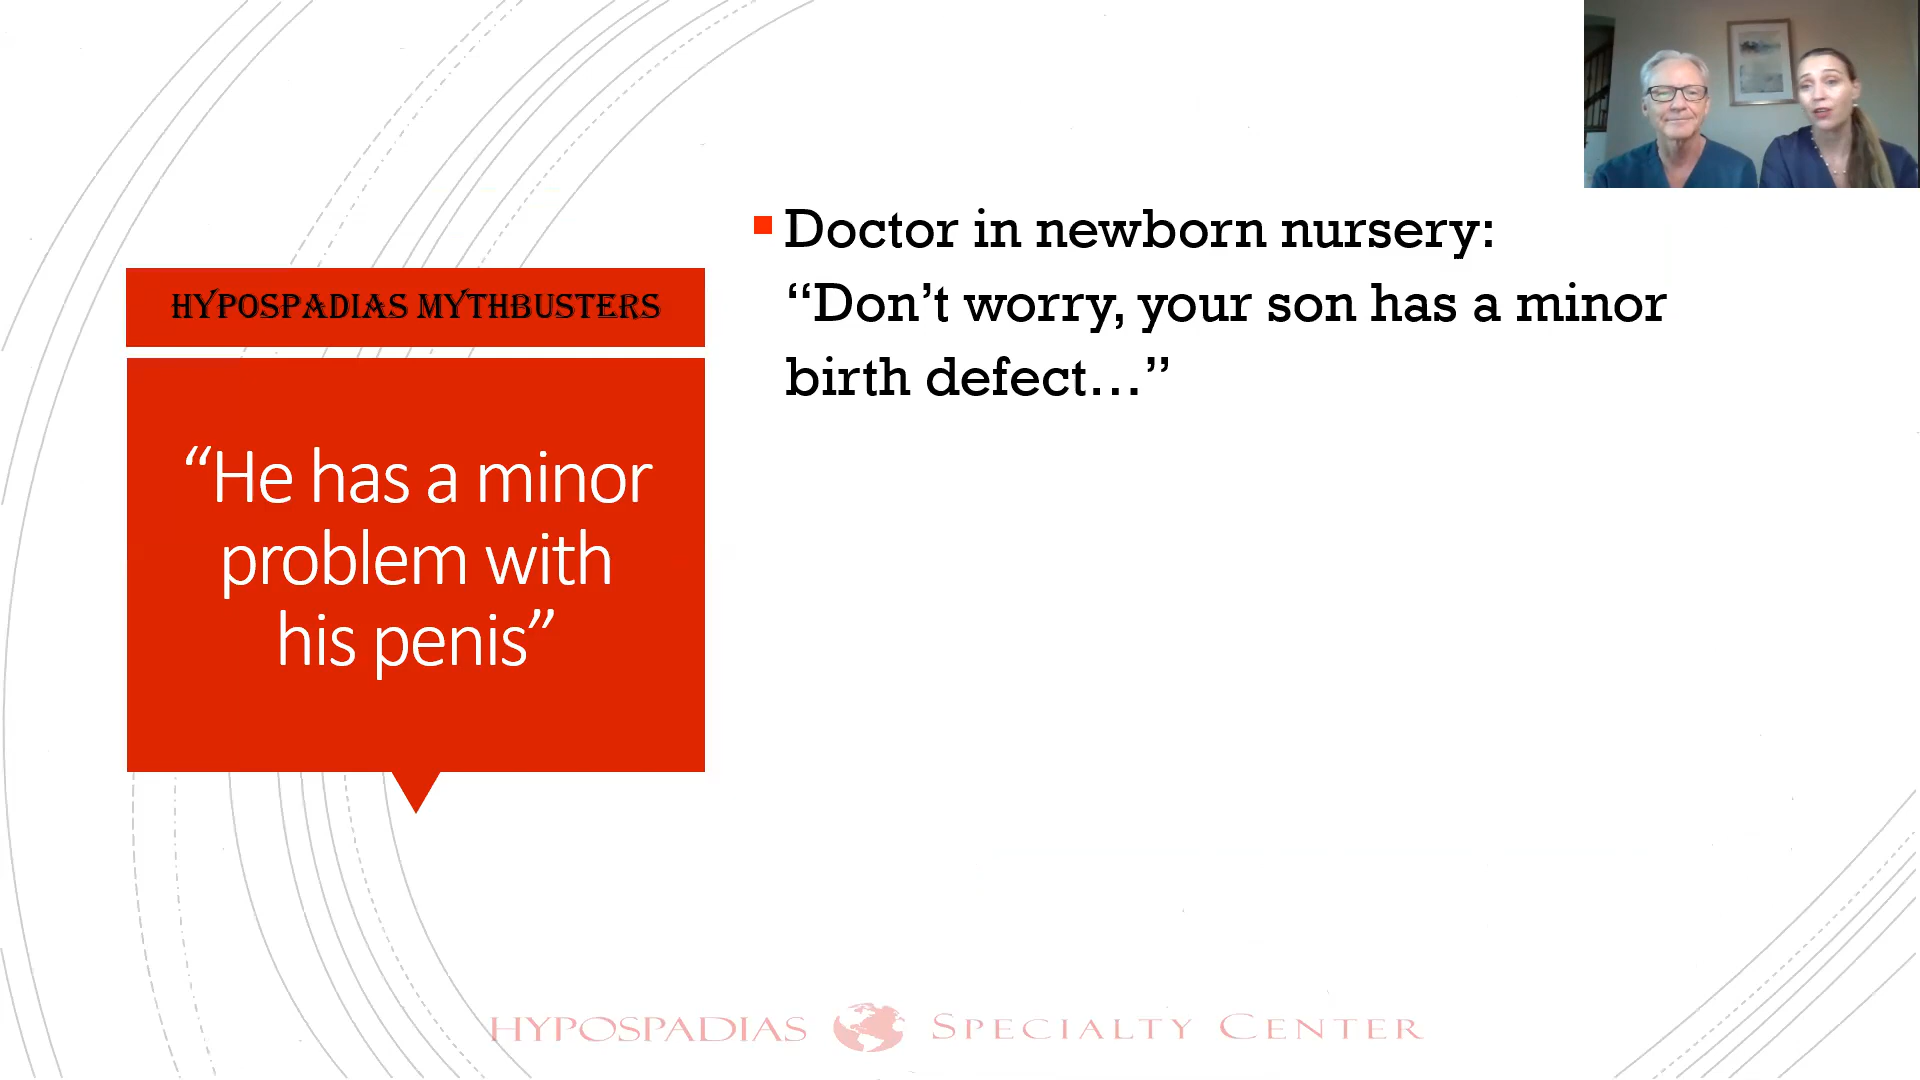 HYPOSPADIAS MYTHBUSTERS
“He has a minor
problem with
his penis”
Doctor in newborn nursery:
“Don’t worry, your son has a minor
birth defect…”
HYPOSPADIAS SPECIALTY CENTER